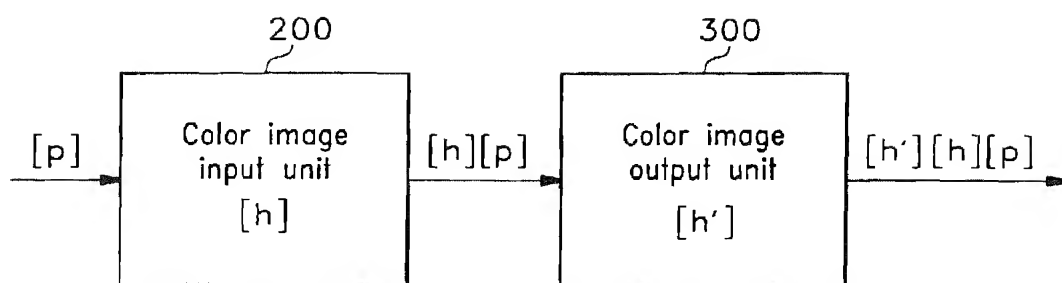 200
300
[p]
Color image
input unit
[h]
[h][p]
Color image
output unit
[h']
[h'][h][p]